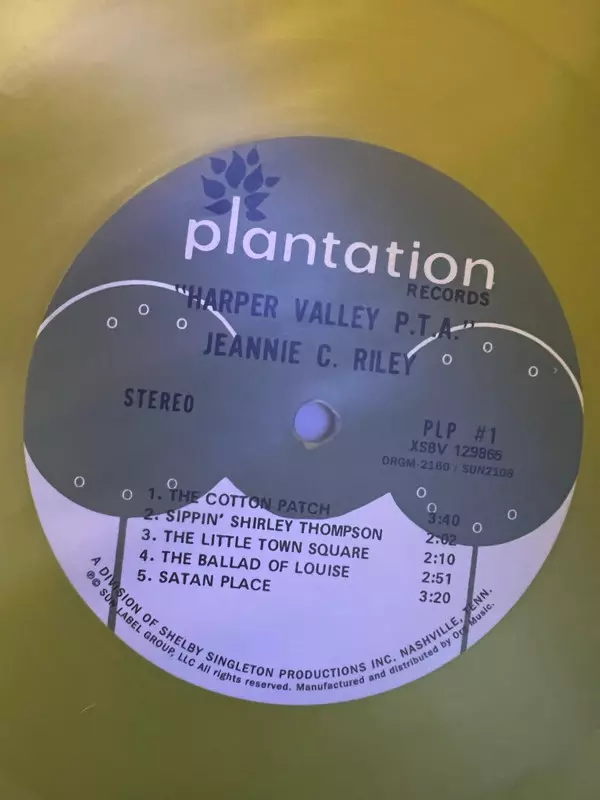 plantation
RECORDS
"HARPER VALLEY P.T.A."
JEANNIE C. RILEY
STEREO
PLP #1
XSBV 129865
ORGM-2160 / SUN2109
1. THE COTTON PATCH 3:40
2. SIPPIN' SHIRLEY THOMPSON 2:02
3. THE LITTLE TOWN SQUARE 2:10
4. THE BALLAD OF LOUISE 2:51
5. SATAN PLACE 3:20
A DIVISION OF SHELBY SINGLETON PRODUCTIONS INC. NASHVILLE, TENN.
℗© SUN LABEL GROUP, LLC All rights reserved. Manufactured and distributed by Org Music.